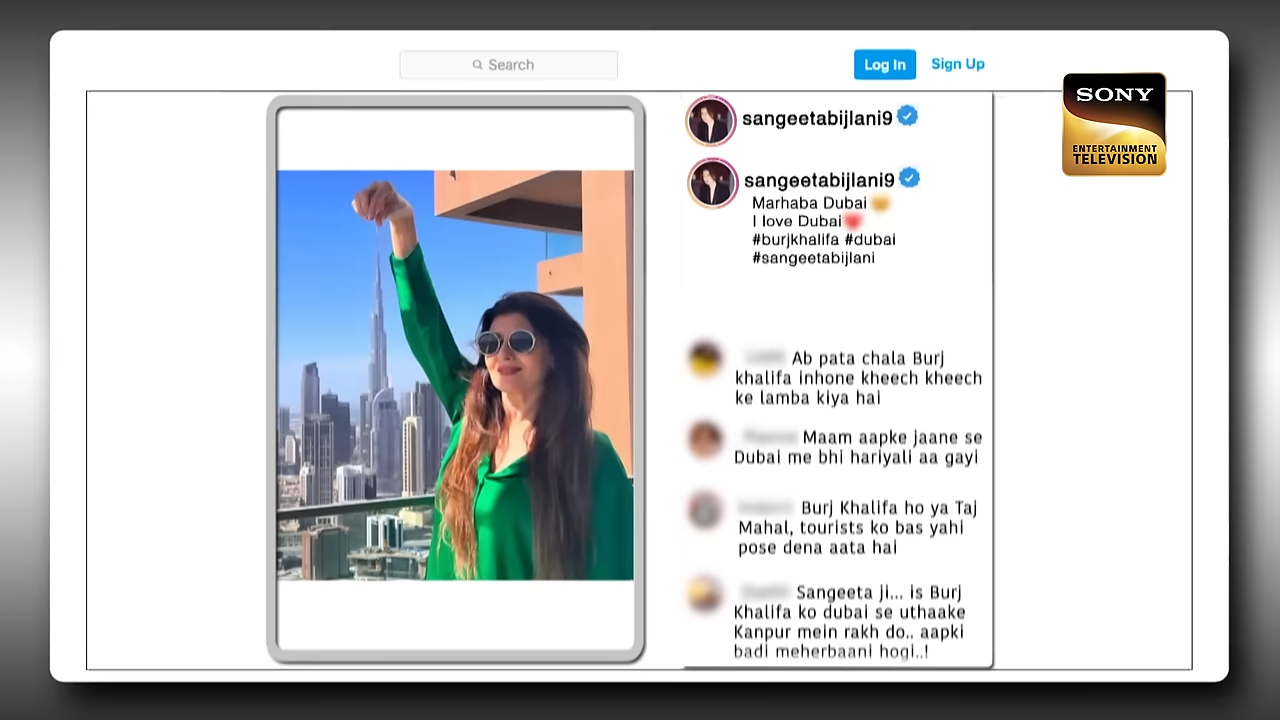 Search
Log In
Sign Up
SONY
ENTERTAINMENT
TELEVISION
sangeetabijlani9
sangeetabijlani9
Marhaba Dubai
I love Dubai
#burjkhalifa #dubai
#sangeetabijlani
Ab pata chala Burj
khalifa inhone kheech kheech
ke lamba kiya hai
Maam aapke jaane se
Dubai me bhi hariyali aa gayi
Burj Khalifa ho ya Taj
Mahal, tourists ko bas yahi
pose dena aata hai
Sangeeta ji... is Burj
Khalifa ko dubai se uthaake
Kanpur mein rakh do.. aapki
badi meherbaani hogi..!